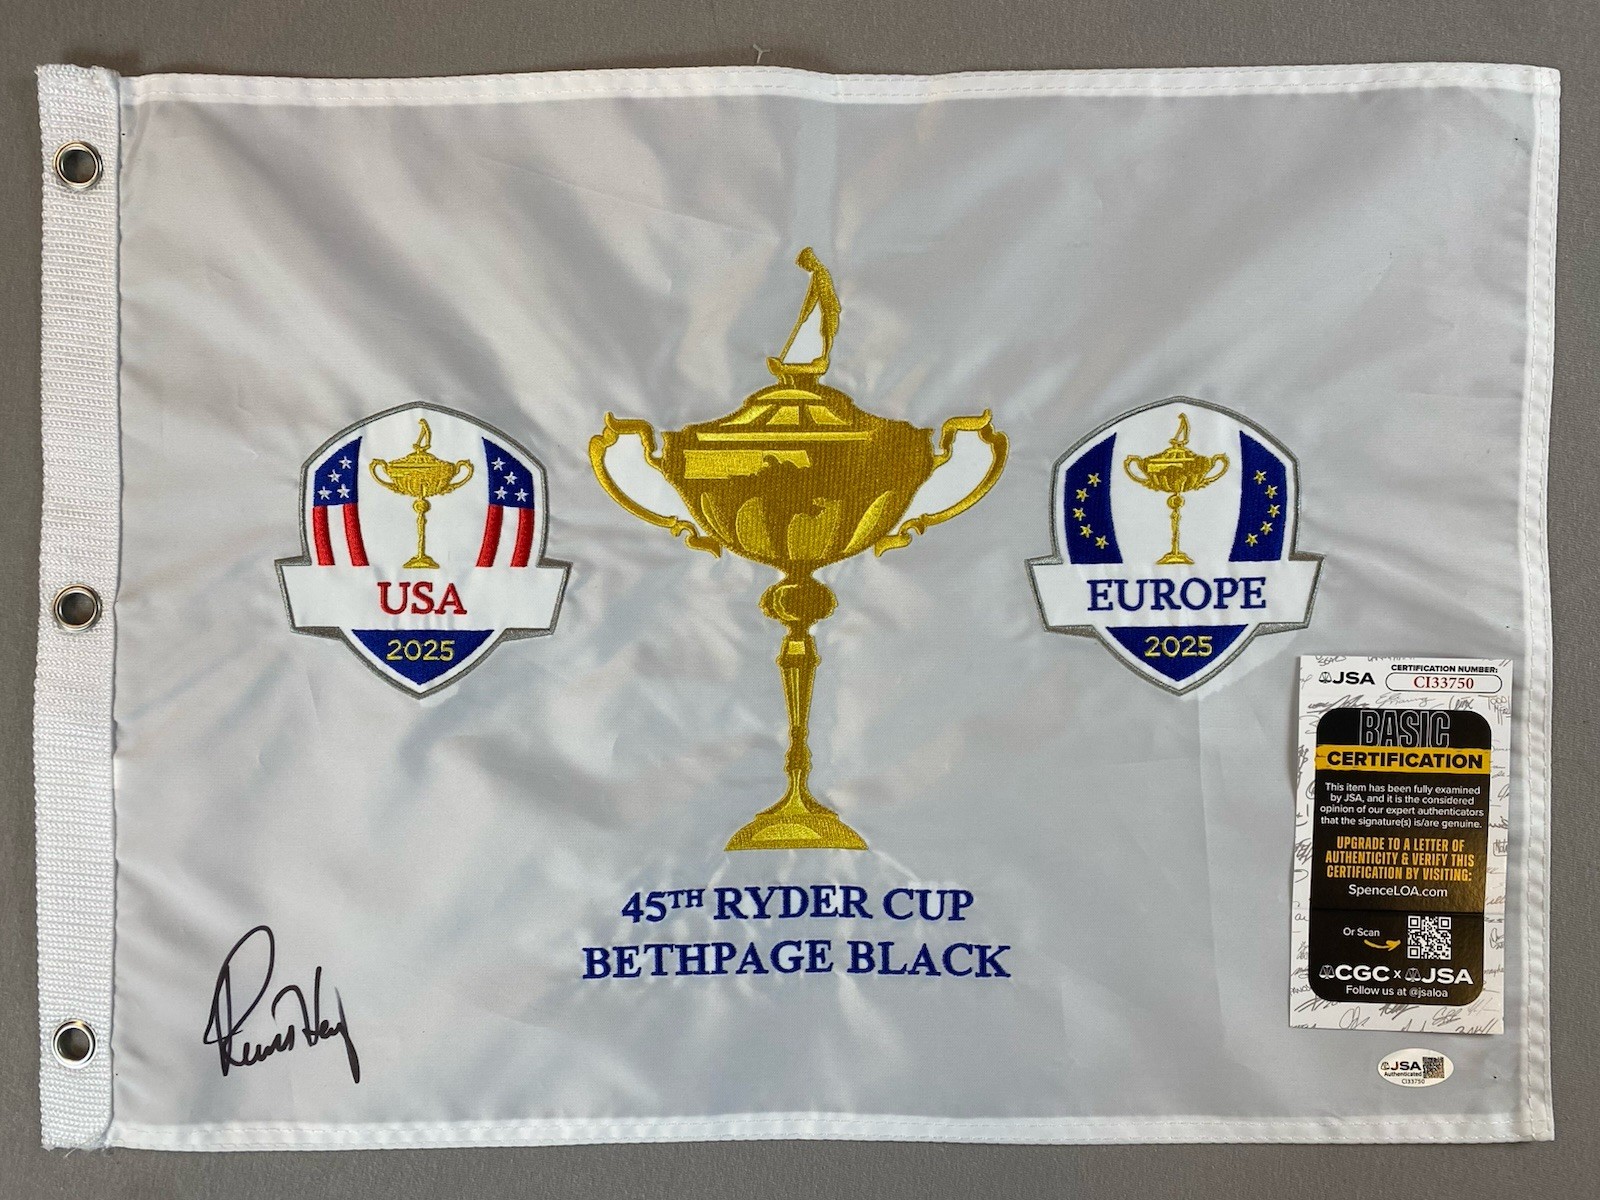 USA
2025
EUROPE
2025
45TH RYDER CUP
BETHPAGE BLACK
JSA
CERTIFICATION NUMBER:
CI33750
BASIC
CERTIFICATION
This item has been fully examined
by JSA, and it is the considered
opinion of our expert authenticators
that the signature(s) is/are genuine.
UPGRADE TO A LETTER OF
AUTHENTICITY & VERIFY THIS
CERTIFICATION BY VISITING:
SpenceLOA.com
Or Scan
CGC x JSA
Follow us at @jsaloa
JSA
Authenticated
CI33750